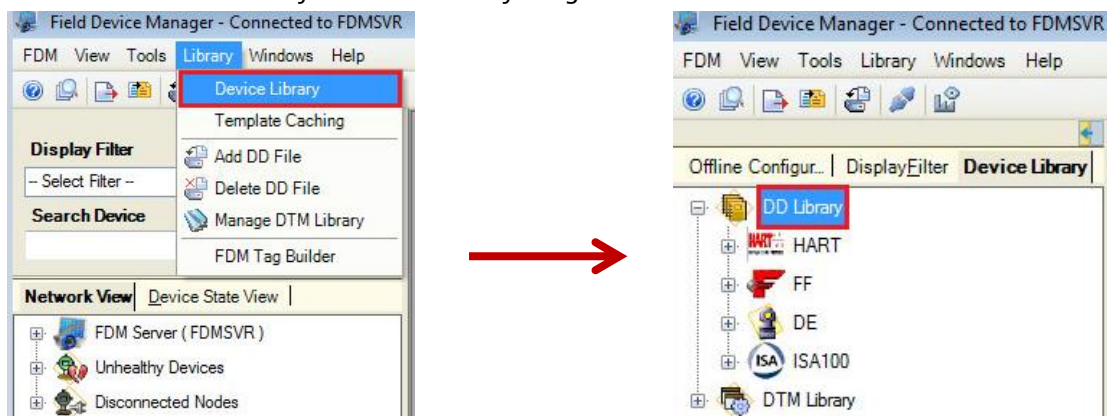 Field Device Manager - Connected to FDMSVR
FDM View Tools Library Windows Help
Device Library
Template Caching
Add DD File
Delete DD File
Manage DTM Library
FDM Tag Builder
Display Filter
-- Select Filter --
Search Device
Network View Device State View
FDM Server ( FDMSVR )
Unhealthy Devices
Disconnected Nodes
Field Device Manager - Connected to FDMSVR
FDM View Tools Library Windows Help
Offline Configur... DisplayFilter Device Library
DD Library
HART HART
FF
DE
ISA ISA100
DTM Library